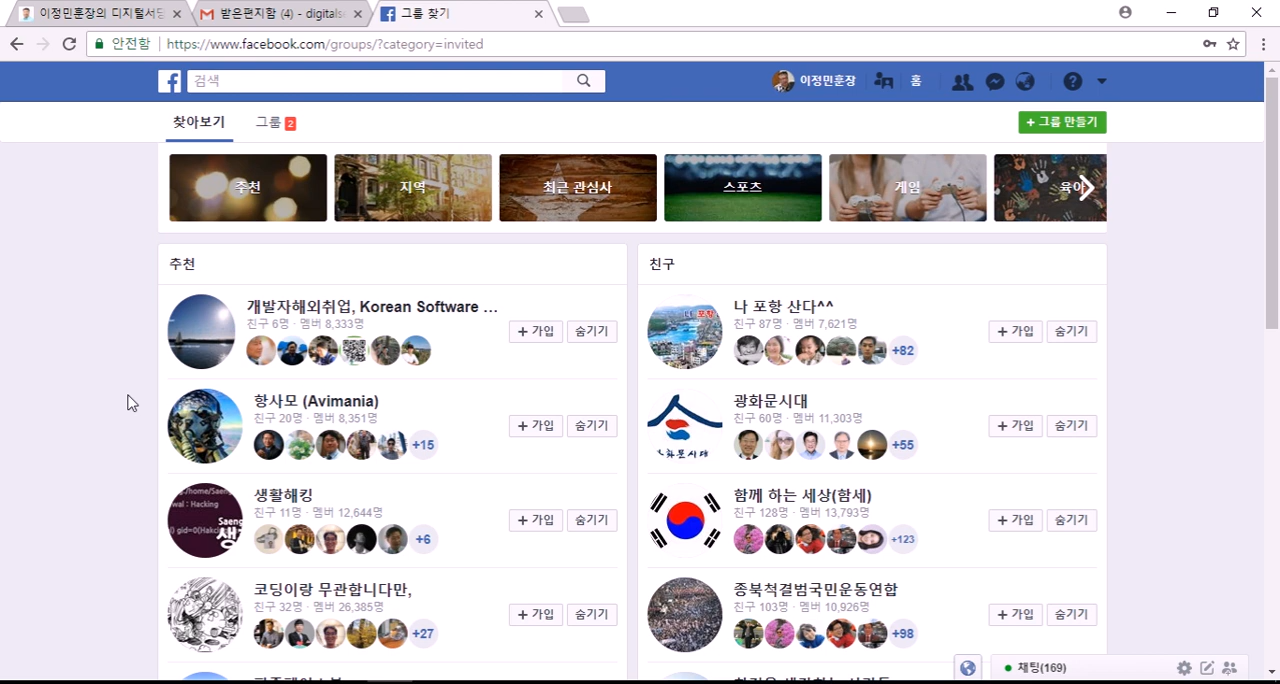 이정민훈장의 디지털서당
받은편지함 (4) - digitalse
그룹 찾기
안전함
https://www.facebook.com/groups/?category=invited
검색
이정민훈장
홈
찾아보기
그룹 2
+ 그룹 만들기
추천
지역
최근 관심사
스포츠
게임
육아
추천
개발자해외취업, Korean Software ...
친구 6명 · 멤버 8,333명
+ 가입
숨기기
항사모 (Avimania)
친구 20명 · 멤버 8,351명
+15
+ 가입
숨기기
생활해킹
친구 11명 · 멤버 12,644명
+6
+ 가입
숨기기
코딩이랑 무관합니다만,
친구 32명 · 멤버 26,385명
+27
+ 가입
숨기기
친구
나 포항 산다^^
친구 87명 · 멤버 7,621명
+82
+ 가입
숨기기
광화문시대
친구 60명 · 멤버 11,303명
+55
+ 가입
숨기기
함께 하는 세상(함세)
친구 128명 · 멤버 13,793명
+123
+ 가입
숨기기
종북척결범국민운동연합
친구 103명 · 멤버 10,926명
+98
+ 가입
숨기기
채팅(169)